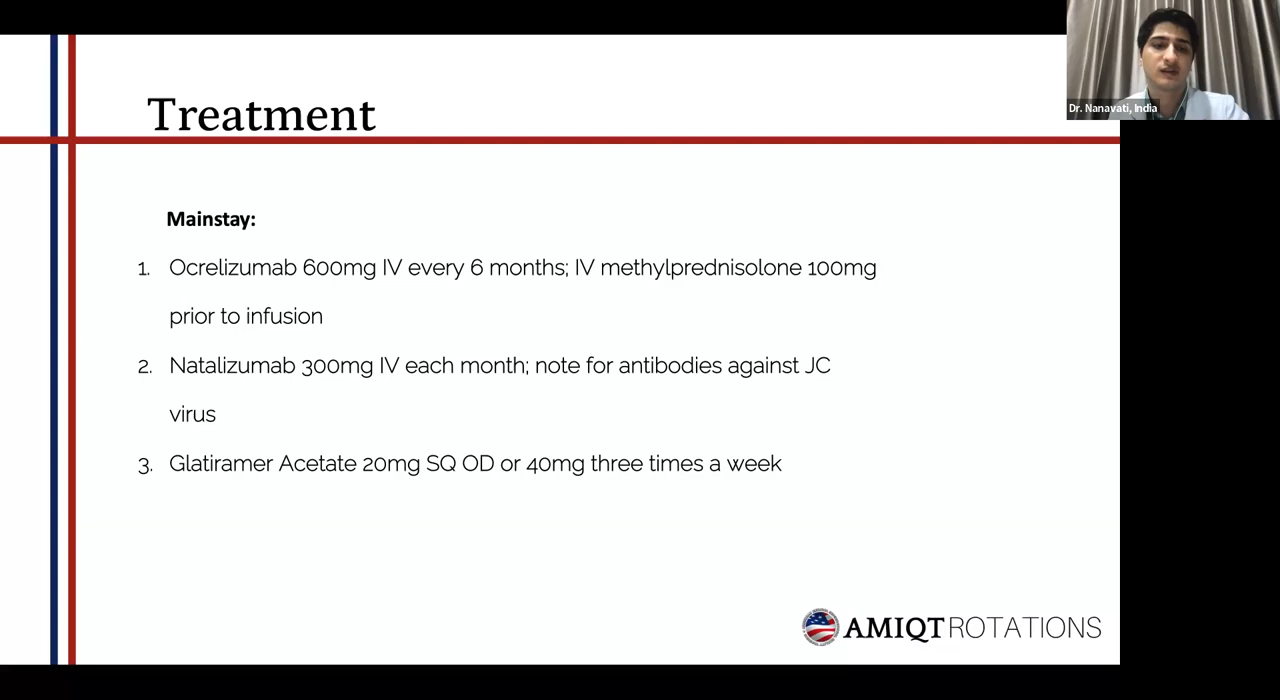 Dr. Nanavati, India
Treatment
Mainstay:
1. Ocrelizumab 600mg IV every 6 months; IV methylprednisolone 100mg
prior to infusion
2. Natalizumab 300mg IV each month; note for antibodies against JC
virus
3. Glatiramer Acetate 20mg SQ OD or 40mg three times a week
AMIQT ROTATIONS